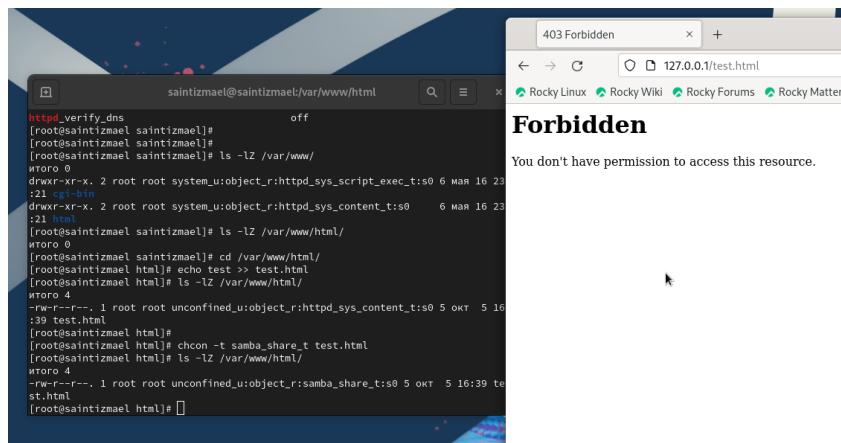 saintizmael@saintizmael:/var/www/html
httpd_verify_dns                          off
[root@saintizmael saintizmael]#
[root@saintizmael saintizmael]#
[root@saintizmael saintizmael]# ls -lZ /var/www/
итого 0
drwxr-xr-x. 2 root root system_u:object_r:httpd_sys_script_exec_t:s0 6 мая 16 23
:21 cgi-bin
drwxr-xr-x. 2 root root system_u:object_r:httpd_sys_content_t:s0     6 мая 16 23
:21 html
[root@saintizmael saintizmael]# ls -lZ /var/www/html/
итого 0
[root@saintizmael saintizmael]# cd /var/www/html/
[root@saintizmael html]# echo test >> test.html
[root@saintizmael html]# ls -lZ /var/www/html/
итого 4
-rw-r--r--. 1 root root unconfined_u:object_r:httpd_sys_content_t:s0 5 окт  5 16
:39 test.html
[root@saintizmael html]#
[root@saintizmael html]# chcon -t samba_share_t test.html
[root@saintizmael html]# ls -lZ /var/www/html/
итого 4
-rw-r--r--. 1 root root unconfined_u:object_r:samba_share_t:s0 5 окт  5 16:39 te
st.html
[root@saintizmael html]#
403 Forbidden
127.0.0.1/test.html
Rocky Linux Rocky Wiki Rocky Forums Rocky Matter
Forbidden
You don't have permission to access this resource.